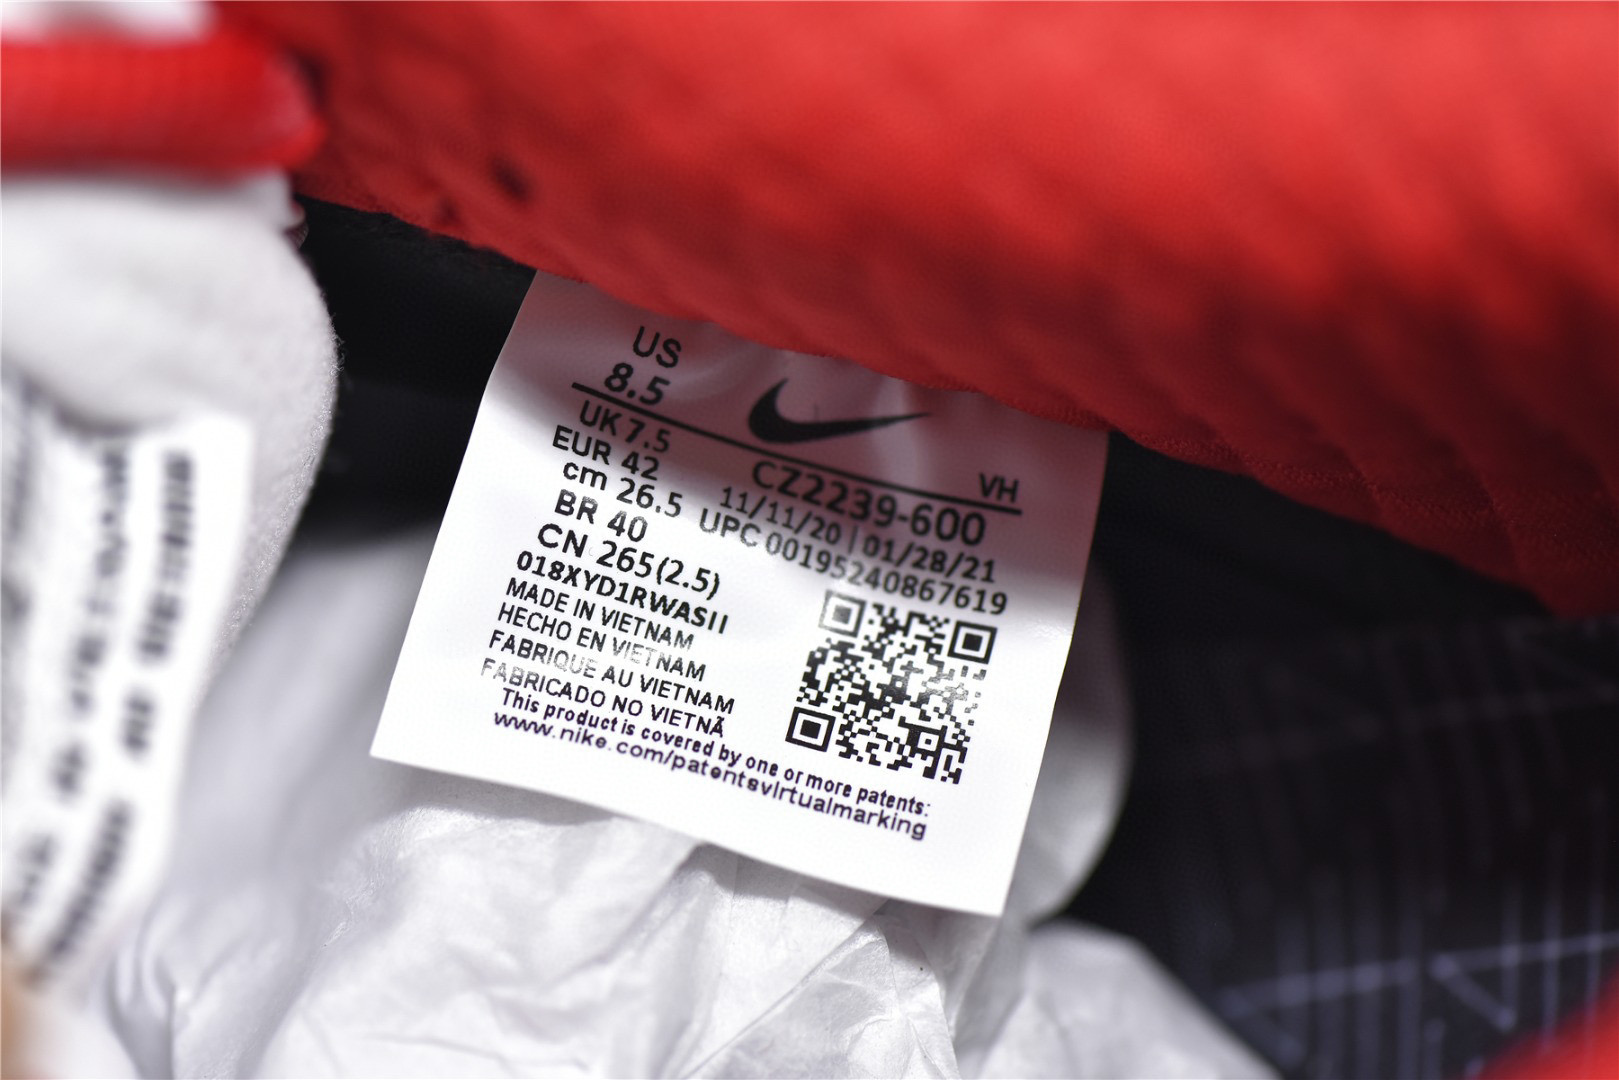 US
8.5
UK 7.5
EUR 42
cm 26.5
BR 40
CN 265(2.5)
VH
CZ2239-600
11/11/20 | 01/28/21
UPC 00195240867619
018XYD1RWASII
MADE IN VIETNAM
HECHO EN VIETNAM
FABRIQUE AU VIETNAM
FABRICADO NO VIETNÃ
This product is covered by one or more patents:
www.nike.com/patentsvirtualmarking